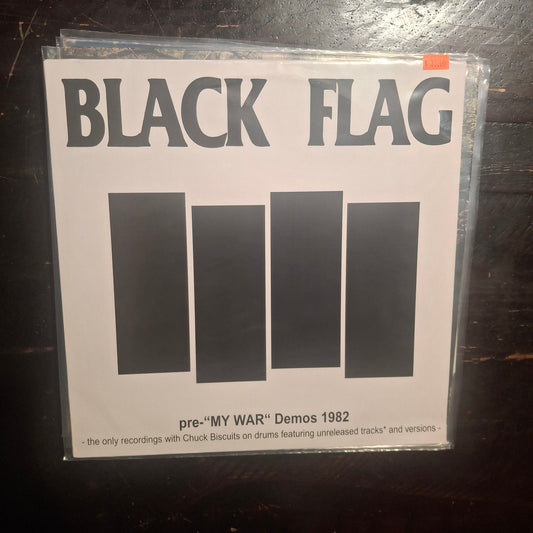 BLACK FLAG
pre-“MY WAR“ Demos 1982
- the only recordings with Chuck Biscuits on drums featuring unreleased tracks* and versions -